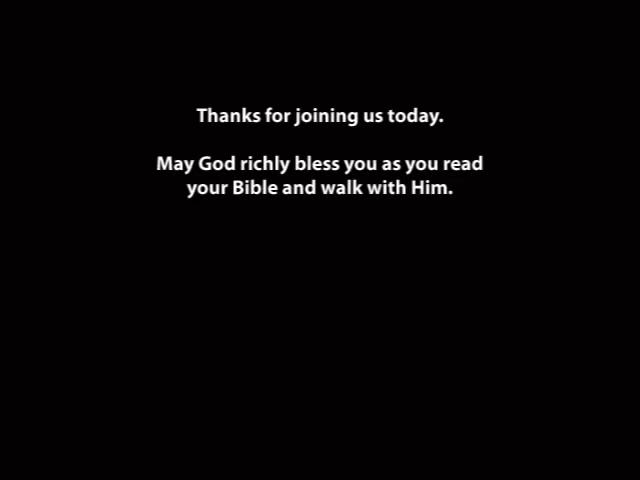 Thanks for joining us today.
May God richly bless you as you read
your Bible and walk with Him.